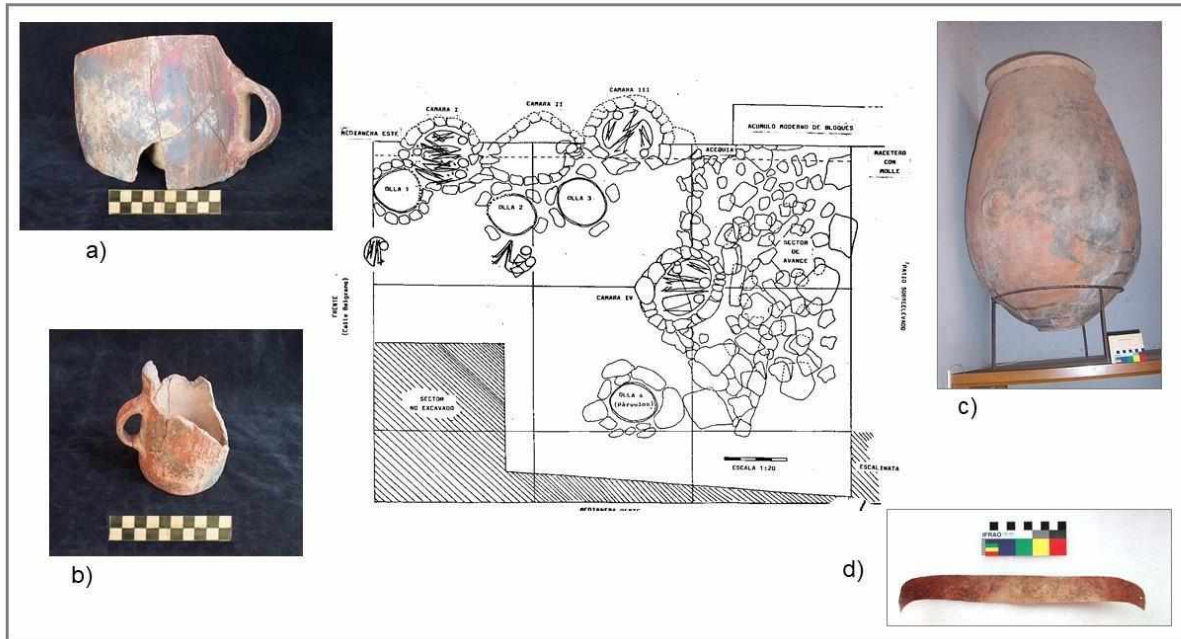 a)
b)
c)
d)
CAMARA I
CAMARA II
CAMARA III
MEDIANERA ESTE
ACUMULO MODERNO DE BLOQUES
ACEQUIA
MACETERO
CON
MOLLE
OLLA 1
OLLA 2
OLLA 3
SECTOR
DE
AVANCE
CAMARA IV
FRENTE
(Calle Belgrano)
PATIO SOBREELEVADO
SECTOR
NO EXCAVADO
OLLA 4
(Párvulos)
ESCALA 1:20
ESCALINATA
MEDIANERA OESTE
IFRAO